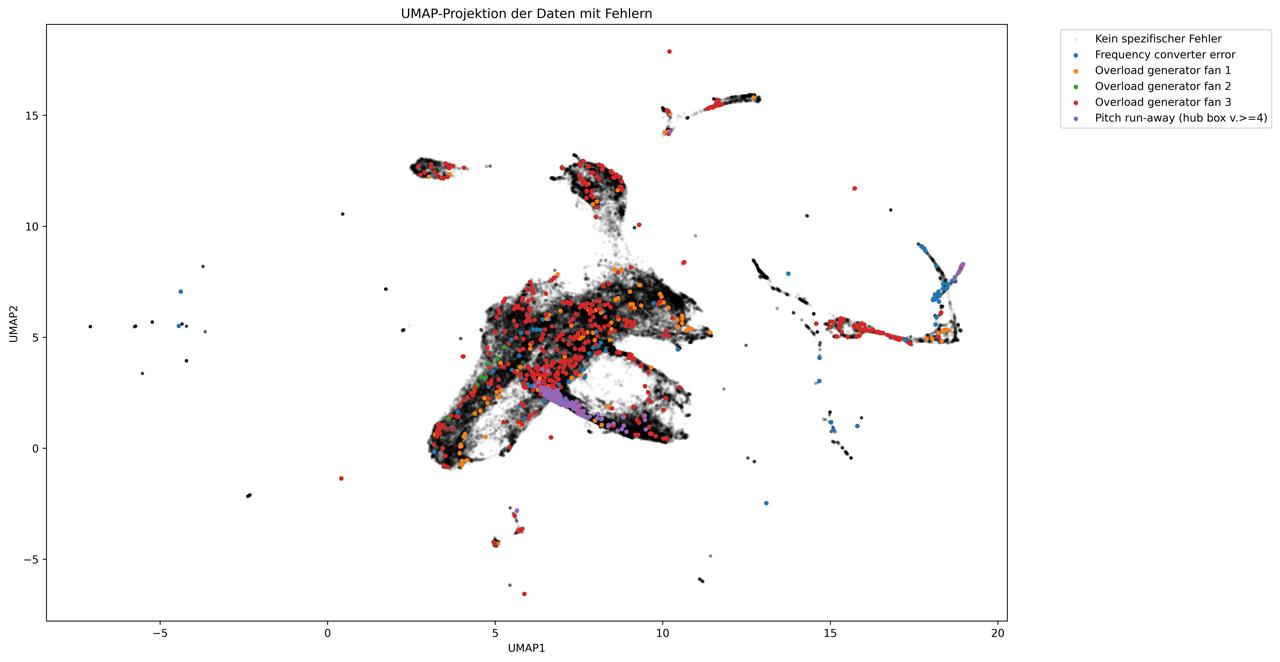 UMAP-Projektion der Daten mit Fehlern
Kein spezifischer Fehler
Frequency converter error
Overload generator fan 1
Overload generator fan 2
Overload generator fan 3
Pitch run-away (hub box v.>=4)
UMAP2
15
10
5
0
−5
−5
0
5
10
15
20
UMAP1